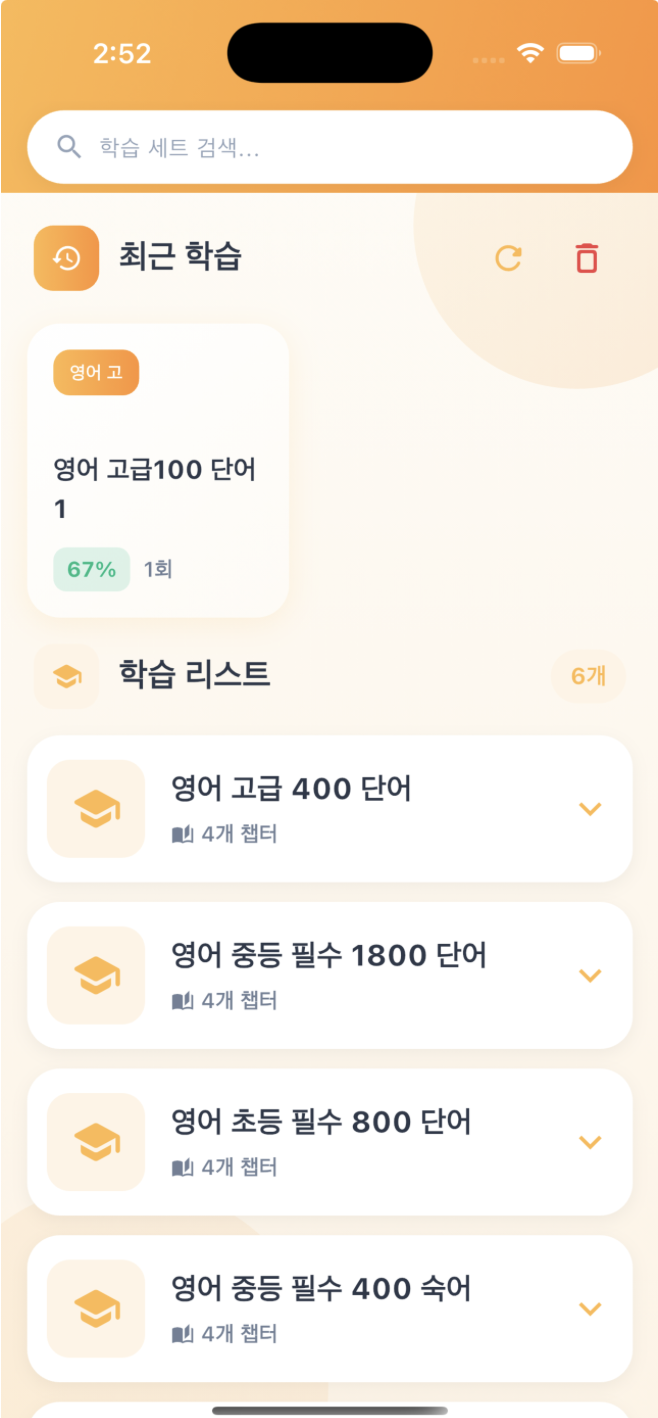 2:52
학습 세트 검색...
최근 학습
영어 고
영어 고급100 단어
1
67% 1회
학습 리스트 6개
영어 고급 400 단어
4개 챕터
영어 중등 필수 1800 단어
4개 챕터
영어 초등 필수 800 단어
4개 챕터
영어 중등 필수 400 숙어
4개 챕터